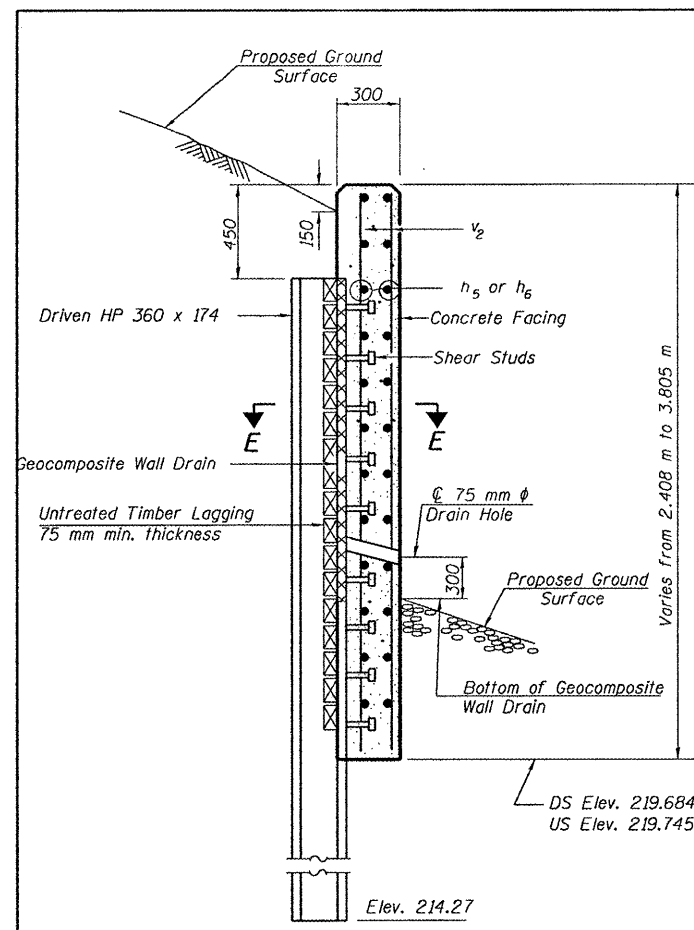 Proposed Ground
Surface
300
450
150
v2
h5 or h6
Driven HP 360 x 174
Concrete Facing
Shear Studs
E
E
Geocomposite Wall Drain
℄ 75 mm ϕ
Drain Hole
Untreated Timber Lagging
75 mm min. thickness
300
Proposed Ground
Surface
Varies from 2.408 m to 3.805 m
Bottom of Geocomposite
Wall Drain
DS Elev. 219.684
US Elev. 219.745
Elev. 214.27